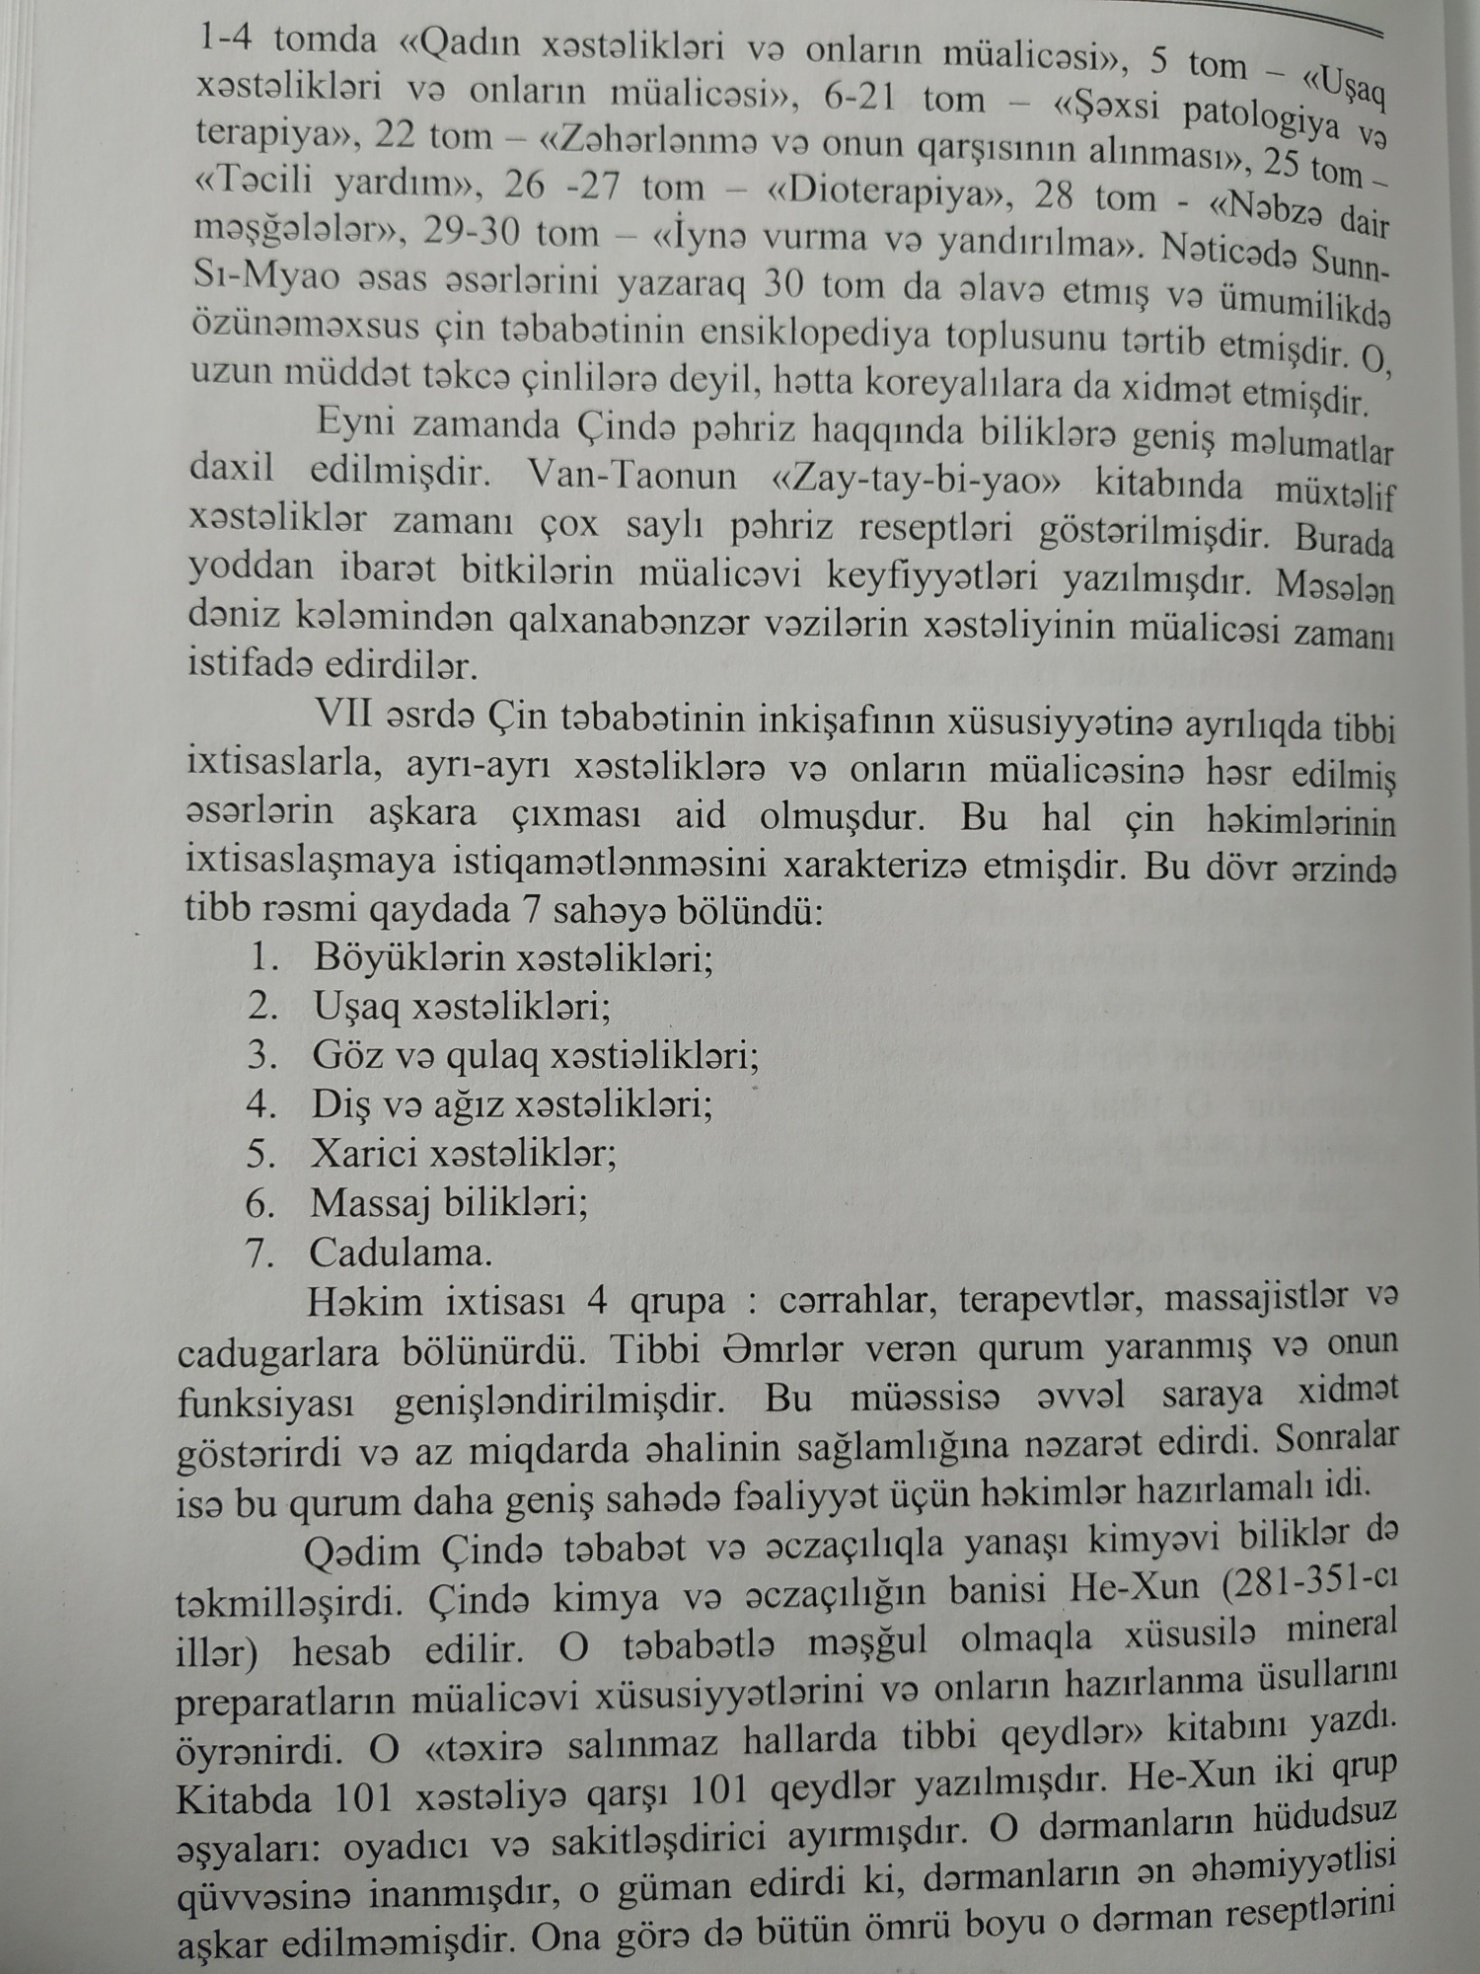 1-4 tomda «Qadın xəstəlikləri və onların müalicəsi», 5 tom – «Uşaq
xəstəlikləri və onların müalicəsi», 6-21 tom – «Şəxsi patologiya və
terapiya», 22 tom – «Zəhərlənmə və onun qarşısının alınması», 25 tom –
«Təcili yardım», 26 -27 tom – «Dioterapiya», 28 tom - «Nəbzə dair
məşğələlər», 29-30 tom – «İynə vurma və yandırılma». Nəticədə Sunn-
Sı-Myao əsas əsərlərini yazaraq 30 tom da əlavə etmış və ümumilikdə
özünəməxsus çin təbabətinin ensiklopediya toplusunu tərtib etmişdir. O,
uzun müddət təkcə çinlilərə deyil, hətta koreyalılara da xidmət etmişdir.
Eyni zamanda Çində pəhriz haqqında biliklərə geniş məlumatlar
daxil edilmişdir. Van-Taonun «Zay-tay-bi-yao» kitabında müxtəlif
xəstəliklər zamanı çox saylı pəhriz reseptləri göstərilmişdir. Burada
yoddan ibarət bitkilərin müalicəvi keyfiyyətləri yazılmışdır. Məsələn
dəniz kələmindən qalxanabənzər vəzilərin xəstəliyinin müalicəsi zamanı
istifadə edirdilər.
VII əsrdə Çin təbabətinin inkişafının xüsusiyyətinə ayrılıqda tibbi
ixtisaslarla, ayrı-ayrı xəstəliklərə və onların müalicəsinə həsr edilmiş
əsərlərin aşkara çıxması aid olmuşdur. Bu hal çin həkimlərinin
ixtisaslaşmaya istiqamətlənməsini xarakterizə etmişdir. Bu dövr ərzində
tibb rəsmi qaydada 7 sahəyə bölündü:
1. Böyüklərin xəstəlikləri;
2. Uşaq xəstəlikləri;
3. Göz və qulaq xəstiəlikləri;
4. Diş və ağız xəstəlikləri;
5. Xarici xəstəliklər;
6. Massaj bilikləri;
7. Cadulama.
Həkim ixtisası 4 qrupa : cərrahlar, terapevtlər, massajistlər və
cadugarlara bölünürdü. Tibbi Əmrlər verən qurum yaranmış və onun
funksiyası genişləndirilmişdir. Bu müəssisə əvvəl saraya xidmət
göstərirdi və az miqdarda əhalinin sağlamlığına nəzarət edirdi. Sonralar
isə bu qurum daha geniş sahədə fəaliyyət üçün həkimlər hazırlamalı idi.
Qədim Çində təbabət və əczaçılıqla yanaşı kimyəvi biliklər də
təkmilləşirdi. Çində kimya və əczaçılığın banisi He-Xun (281-351-cı
illər) hesab edilir. O təbabətlə məşğul olmaqla xüsusilə mineral
preparatların müalicəvi xüsusiyyətlərini və onların hazırlanma üsullarını
öyrənirdi. O «təxirə salınmaz hallarda tibbi qeydlər» kitabını yazdı.
Kitabda 101 xəstəliyə qarşı 101 qeydlər yazılmışdır. He-Xun iki qrup
əşyaları: oyadıcı və sakitləşdirici ayırmışdır. O dərmanların hüdudsuz
qüvvəsinə inanmışdır, o güman edirdi ki, dərmanların ən əhəmiyyətlisi
aşkar edilməmişdir. Ona görə də bütün ömrü boyu o dərman reseptlərini